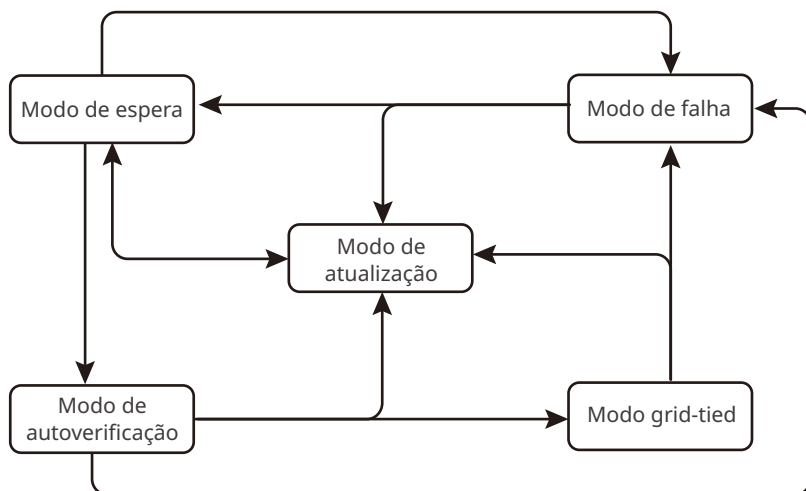 Modo de espera
Modo de falha
Modo de
atualização
Modo de
autoverificação
Modo grid-tied